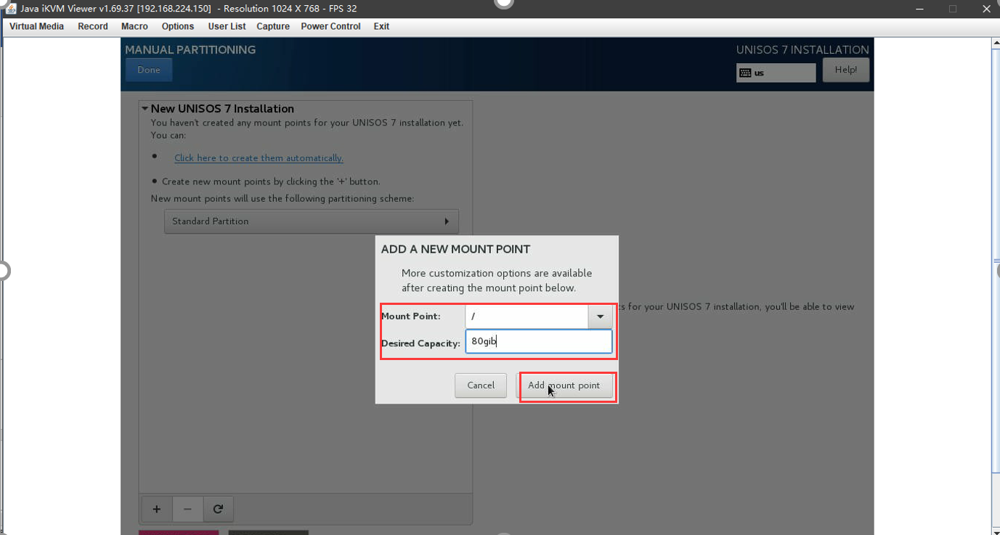 Java iKVM Viewer v1.69.37 [192.168.224.150]  - Resolution 1024 X 768 - FPS 32
Virtual Media Record Macro Options User List Capture Power Control Exit
MANUAL PARTITIONING
UNISOS 7 INSTALLATION
Done
us
Help!
New UNISOS 7 Installation
You haven't created any mount points for your UNISOS 7 installation yet.
You can:
• Click here to create them automatically.
• Create new mount points by clicking the '+' button.
New mount points will use the following partitioning scheme:
Standard Partition
ADD A NEW MOUNT POINT
More customization options are available
after creating the mount point below.
s for your UNISOS 7 installation, you'll be able to view
Mount Point: /
Desired Capacity: 80gib
Cancel Add mount point
+ −